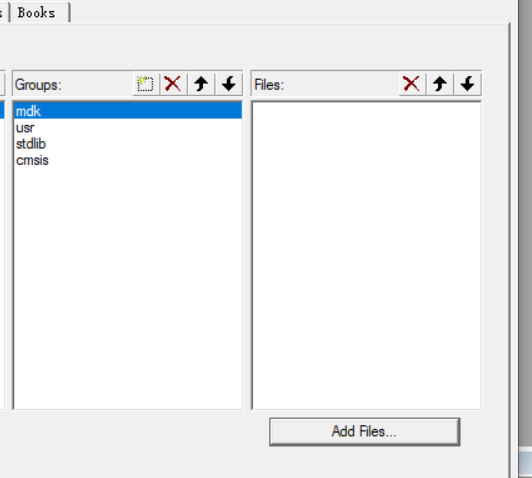 Books
Groups:
Files:
mdk
usr
stdlib
cmsis
Add Files...